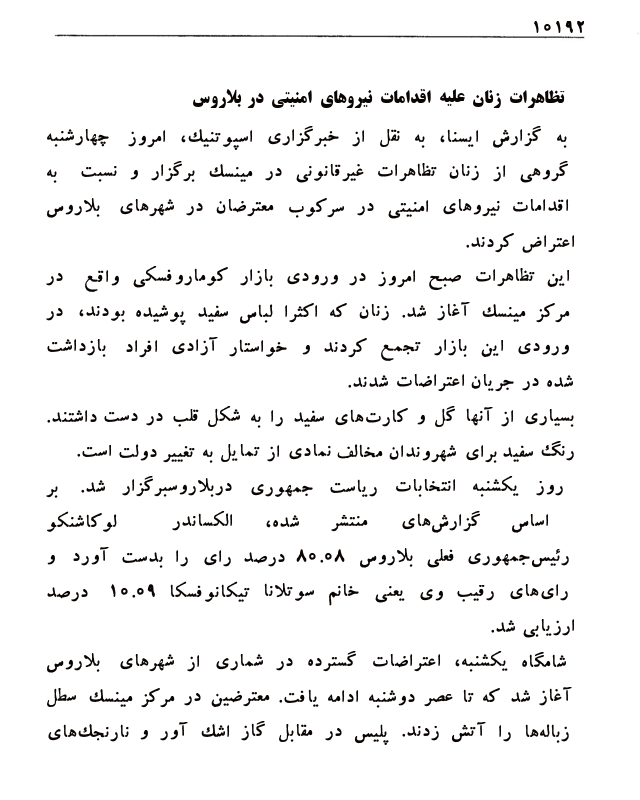 ۱۰۱۹۲
تظاهرات زنان علیه اقدامات نیروهای امنیتی در بلاروس
به گزارش ایسنا، به نقل از خبرگزاری اسپوتنیك، امروز چهارشنبه
گروهی از زنان تظاهرات غیرقانونی در مینسك برگزار و نسبت به
اقدامات نیروهای امنیتی در سرکوب معترضان در شهرهای بلاروس
اعتراض کردند.
این تظاهرات صبح امروز در ورودی بازار کوماروفسکی واقع در
مرکز مینسك آغاز شد. زنان که اکثرا لباس سفید پوشیده بودند، در
ورودی این بازار تجمع کردند و خواستار آزادی افراد بازداشت
شده در جریان اعتراضات شدند.
بسیاری از آنها گل و کارت‌های سفید را به شکل قلب در دست داشتند.
رنگ سفید برای شهروندان مخالف نمادی از تمایل به تغییر دولت است.
روز یکشنبه انتخابات ریاست جمهوری دربلاروسبرگزار شد. بر
اساس گزارش‌های منتشر شده، الکساندر لوکاشنکو
رئیس‌جمهوری فعلی بلاروس ۸۰.۰۸ درصد رای را بدست آورد و
رای‌های رقیب وی یعنی خانم سوتلانا تیکانوفسکا ۱۰.۰۹ درصد
ارزیابی شد.
شامگاه یکشنبه، اعتراضات گسترده در شماری از شهرهای بلاروس
آغاز شد که تا عصر دوشنبه ادامه یافت. معترضین در مرکز مینسك سطل
زباله‌ها را آتش زدند. پلیس در مقابل گاز اشك آور و نارنجك‌های